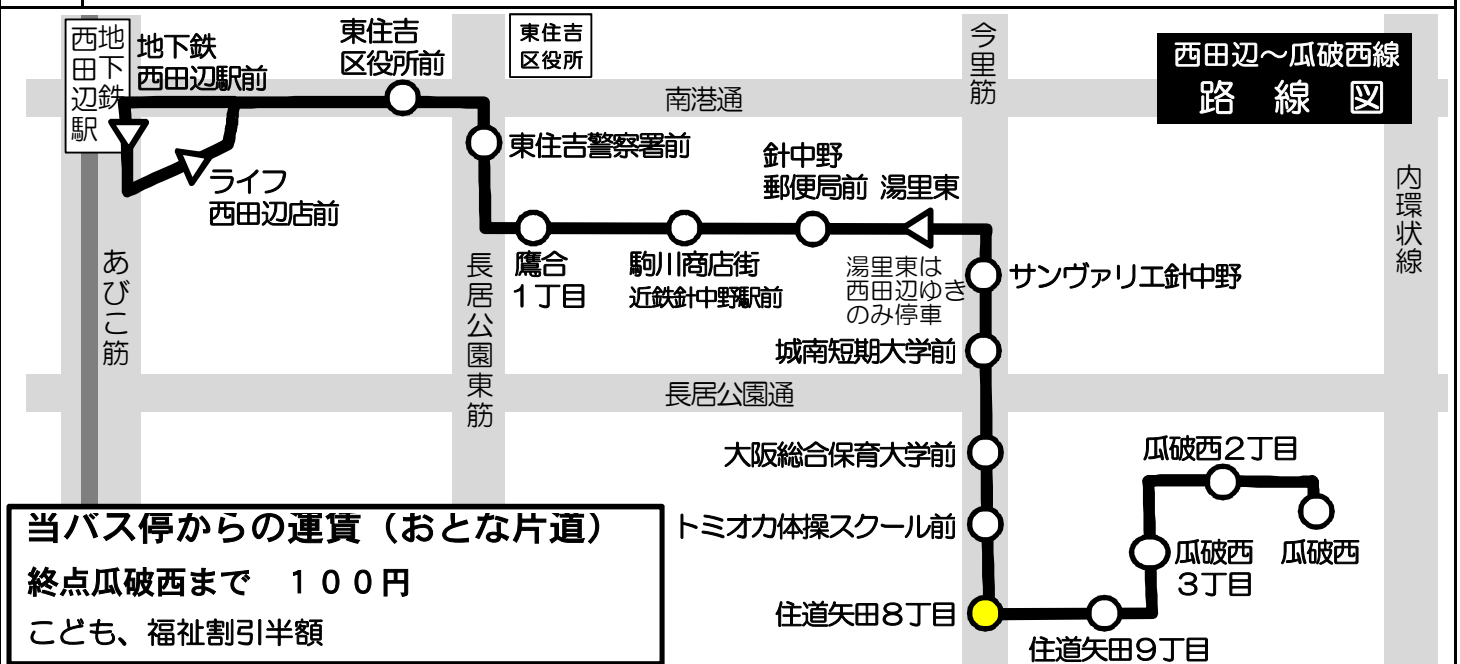 地下鉄
西田辺駅
地下鉄
西田辺駅前
東住吉
区役所前
東住吉
区役所
今里筋
西田辺～瓜破西線
路線図
南港通
東住吉警察署前
針中野
郵便局前
湯里東
ライフ
西田辺店前
内環状線
あびこ筋
長居公園東筋
鷹合
1丁目
駒川商店街
近鉄針中野駅前
湯里東は
西田辺ゆき
のみ停車
サンヴァリエ針中野
城南短期大学前
長居公園通
大阪総合保育大学前
瓜破西2丁目
トミオカ体操スクール前
瓜破西
3丁目
瓜破西
住道矢田8丁目
住道矢田9丁目
当バス停からの運賃（おとな片道）
終点瓜破西まで　１００円
こども、福祉割引半額